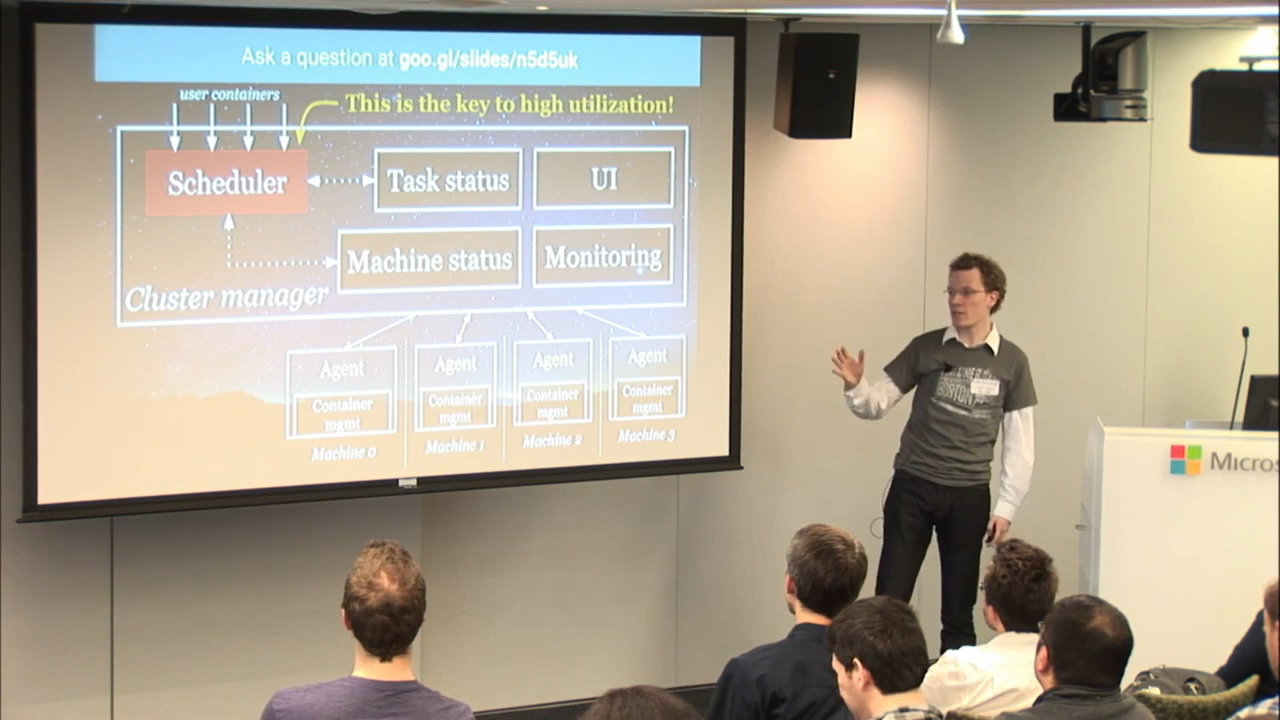 Ask a question at goo.gl/slides/n5d5uk
user containers
This is the key to high utilization!
Scheduler
Task status
UI
Machine status
Monitoring
Cluster manager
Agent
Agent
Agent
Agent
Container
mgmt
Container
mgmt
Container
mgmt
Container
mgmt
Machine 0
Machine 1
Machine 2
Machine 3
BOSTON
Micros